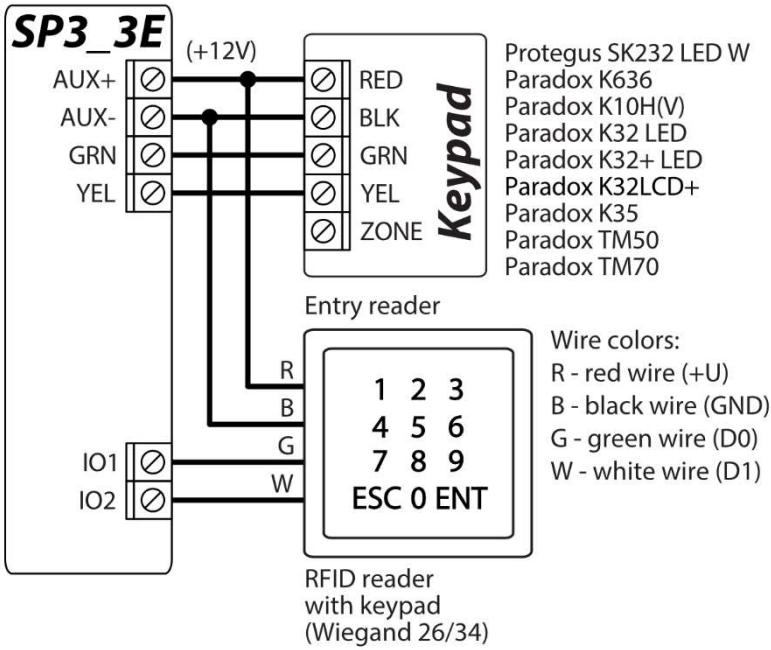 SP3_3E
(+12V)
AUX+
AUX-
GRN
YEL
RED
BLK
GRN
YEL
ZONE
Keypad
Protegus SK232 LED W
Paradox K636
Paradox K10H(V)
Paradox K32 LED
Paradox K32+ LED
Paradox K32LCD+
Paradox K35
Paradox TM50
Paradox TM70
Entry reader
R
B
G
W
1 2 3
4 5 6
7 8 9
ESC 0 ENT
Wire colors:
R - red wire (+U)
B - black wire (GND)
G - green wire (D0)
W - white wire (D1)
IO1
IO2
RFID reader
with keypad
(Wiegand 26/34)